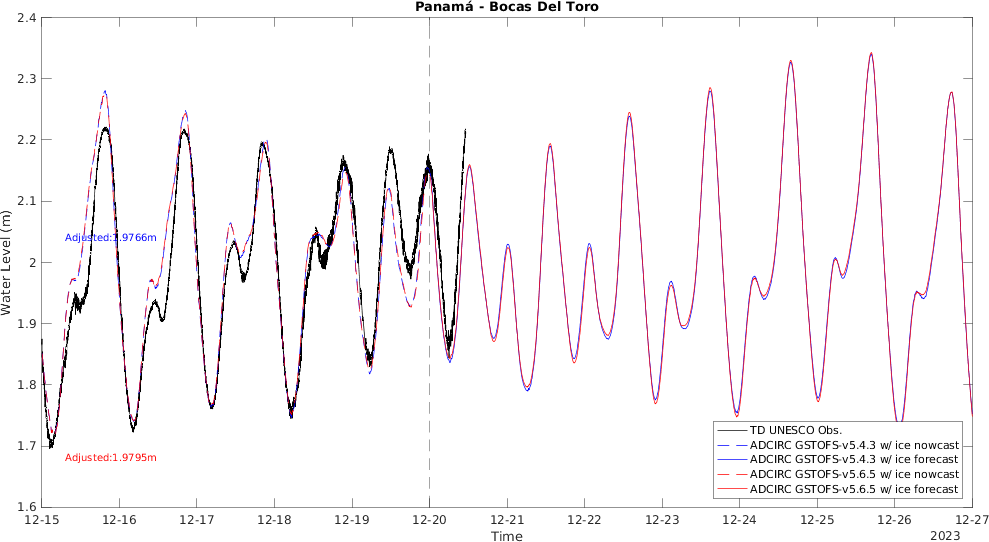 Panamá - Bocas Del Toro
2.4
2.3
2.2
2.1
2
1.9
1.8
1.7
1.6
Water Level (m)
Adjusted:1.9766m
Adjusted:1.9795m
TD UNESCO Obs.
ADCIRC GSTOFS-v5.4.3 w/ ice nowcast
ADCIRC GSTOFS-v5.4.3 w/ ice forecast
ADCIRC GSTOFS-v5.6.5 w/ ice nowcast
ADCIRC GSTOFS-v5.6.5 w/ ice forecast
12-15 12-16 12-17 12-18 12-19 12-20 12-21 12-22 12-23 12-24 12-25 12-26 12-27
Time
2023